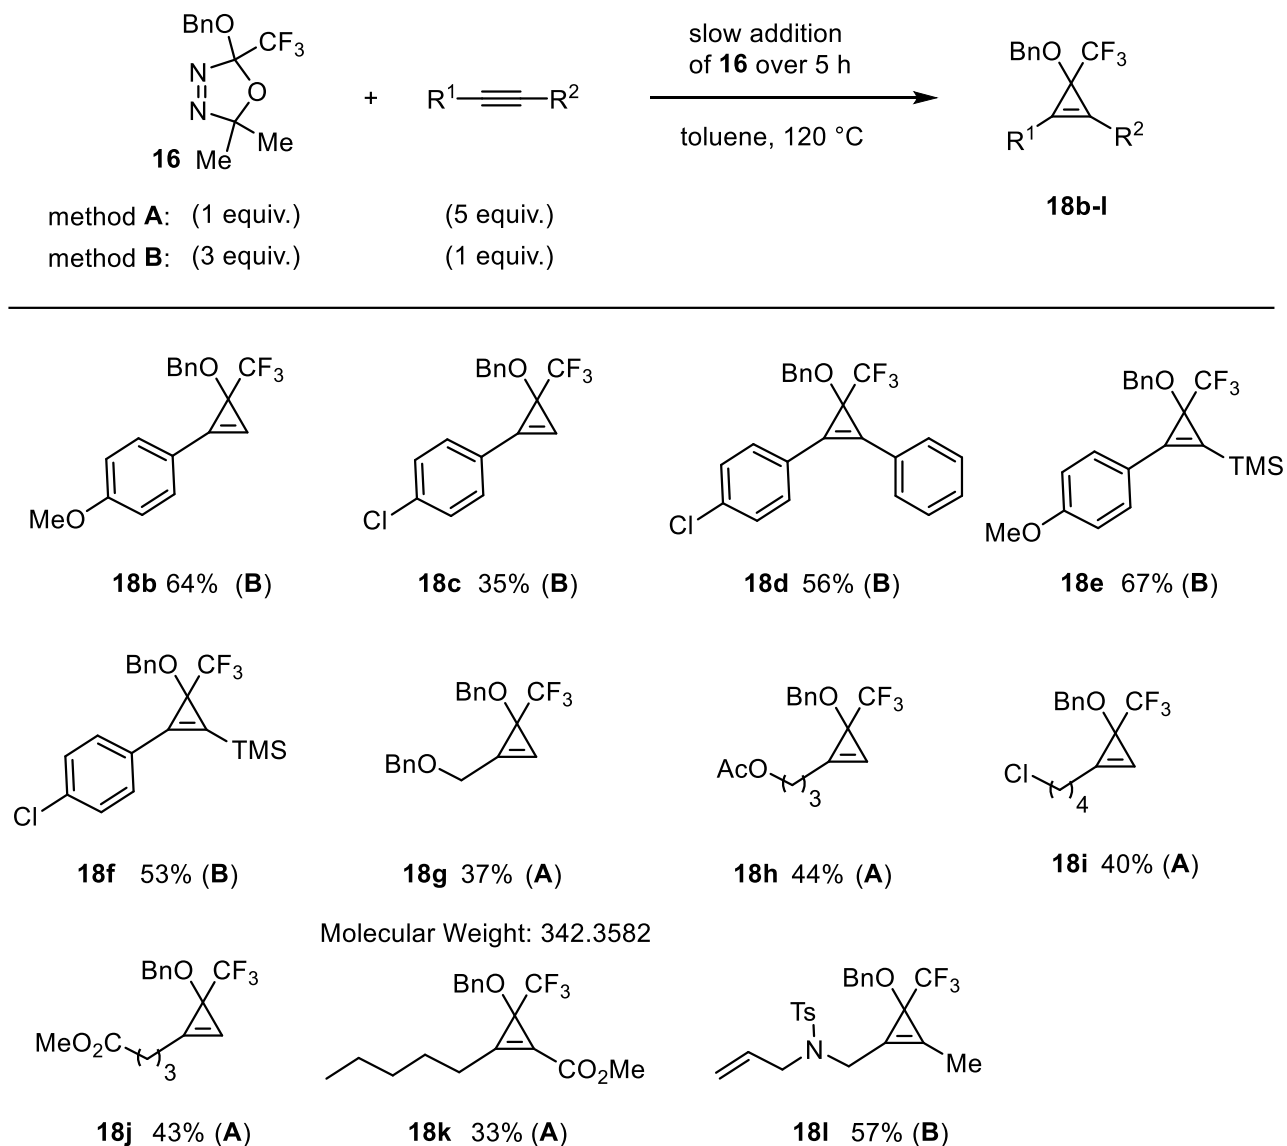 BnO CF3 N N O Me Me 16
+
R1 R2
slow addition
of 16 over 5 h
toluene, 120 °C
BnO CF3 R1 R2
18b-l
method A: (1 equiv.) (5 equiv.)
method B: (3 equiv.) (1 equiv.)
BnO CF3 MeO
BnO CF3 Cl
BnO CF3 Cl
BnO CF3 TMS MeO
18b 64% (B)
18c 35% (B)
18d 56% (B)
18e 67% (B)
BnO CF3 TMS Cl
BnO CF3 BnO
BnO CF3 AcO ( ) 3
BnO CF3 Cl ( ) 4
18f 53% (B)
18g 37% (A)
18h 44% (A)
18i 40% (A)
Molecular Weight: 342.3582
BnO CF3 MeO2C ( ) 3
BnO CF3 CO2Me
BnO CF3 Ts N Me
18j 43% (A)
18k 33% (A)
18l 57% (B)